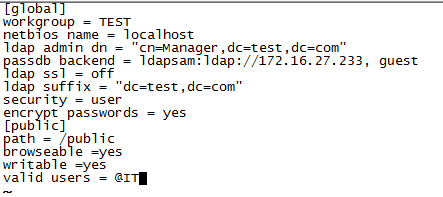 [global]
workgroup = TEST
netbios name = localhost
ldap admin dn = "cn=Manager,dc=test,dc=com"
passdb backend = ldapsam:ldap://172.16.27.233, guest
ldap ssl = off
ldap suffix = "dc=test,dc=com"
security = user
encrypt passwords = yes
[public]
path = /public
browseable =yes
writable =yes
valid users = @IT
~